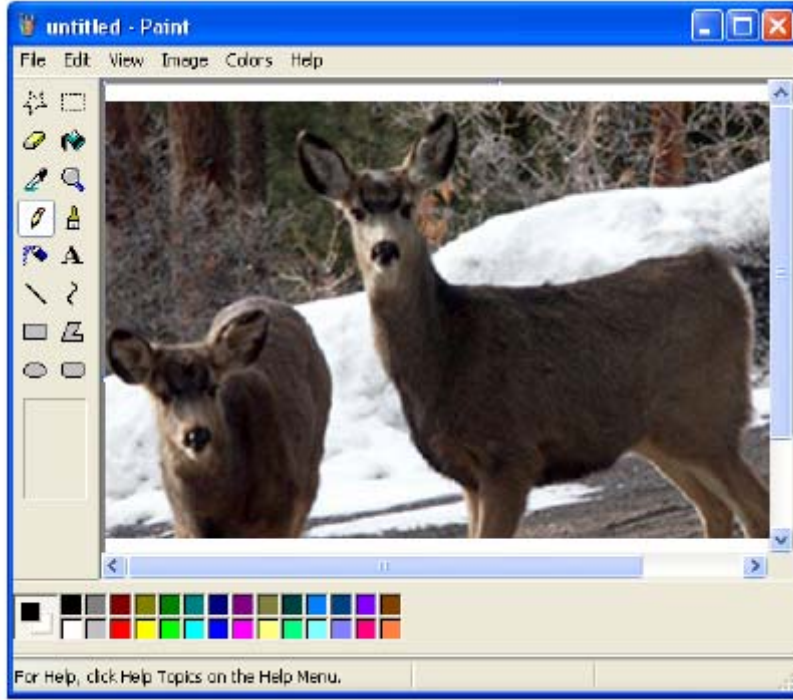 untitled - Paint
File Edit View Image Colors Help
A
For Help, click Help Topics on the Help Menu.